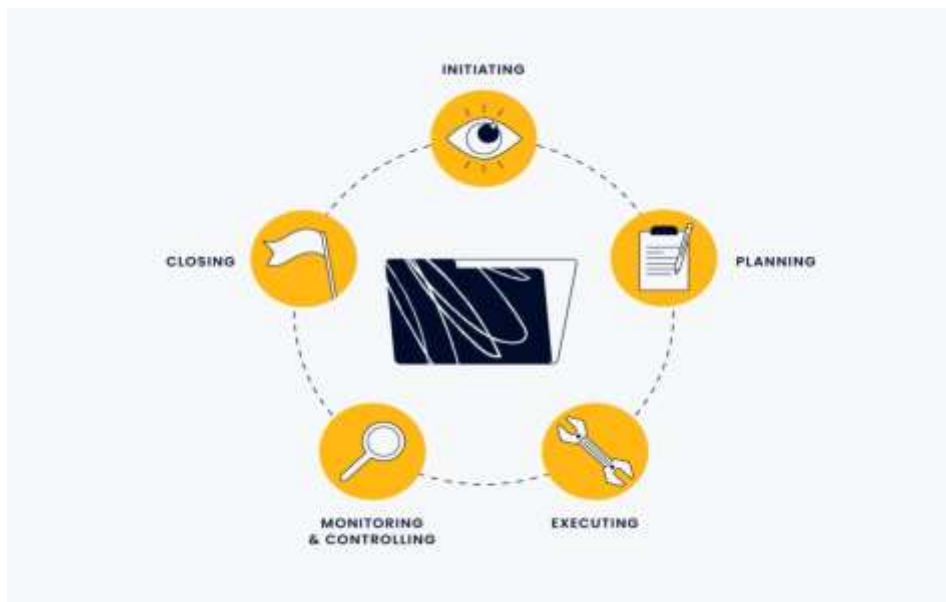 INITIATING
PLANNING
EXECUTING
MONITORING
& CONTROLLING
CLOSING